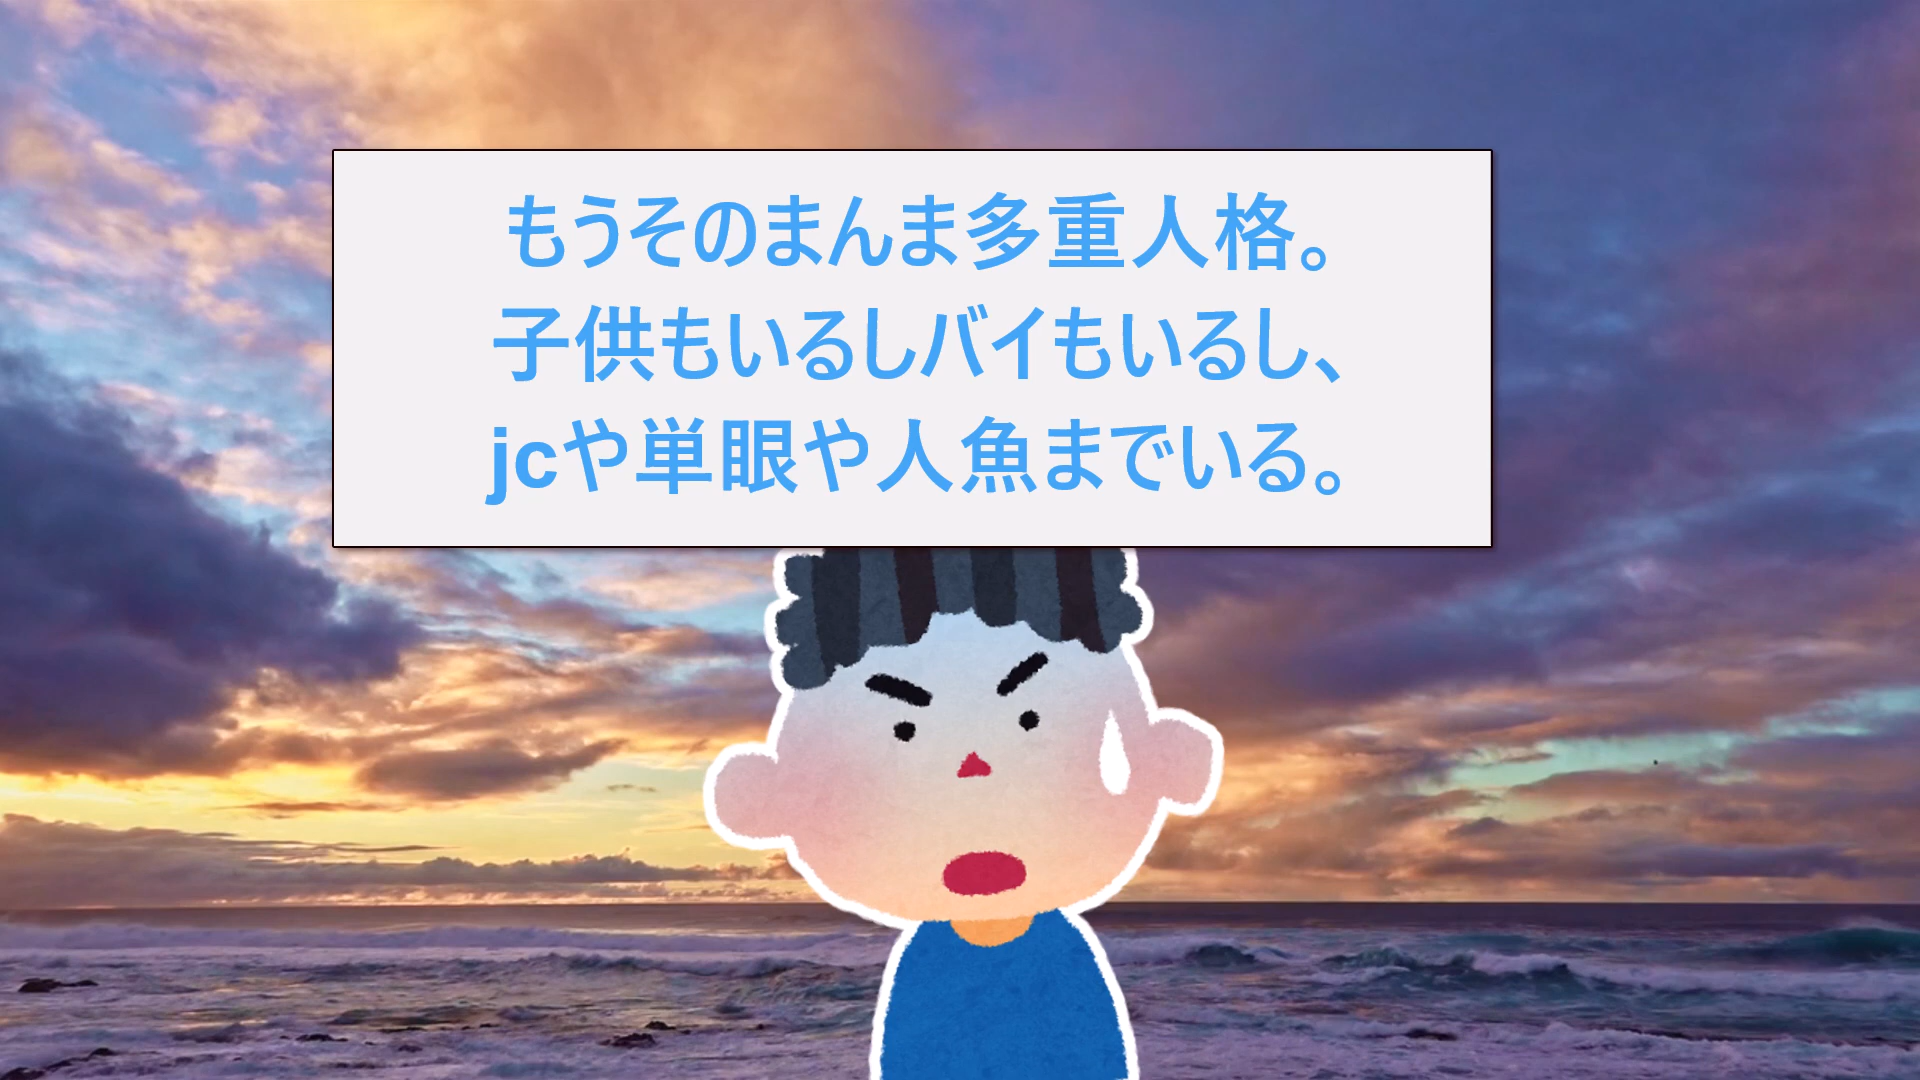 もうそのまんま多重人格。
子供もいるしバイもいるし、
jcや単眼や人魚までいる。